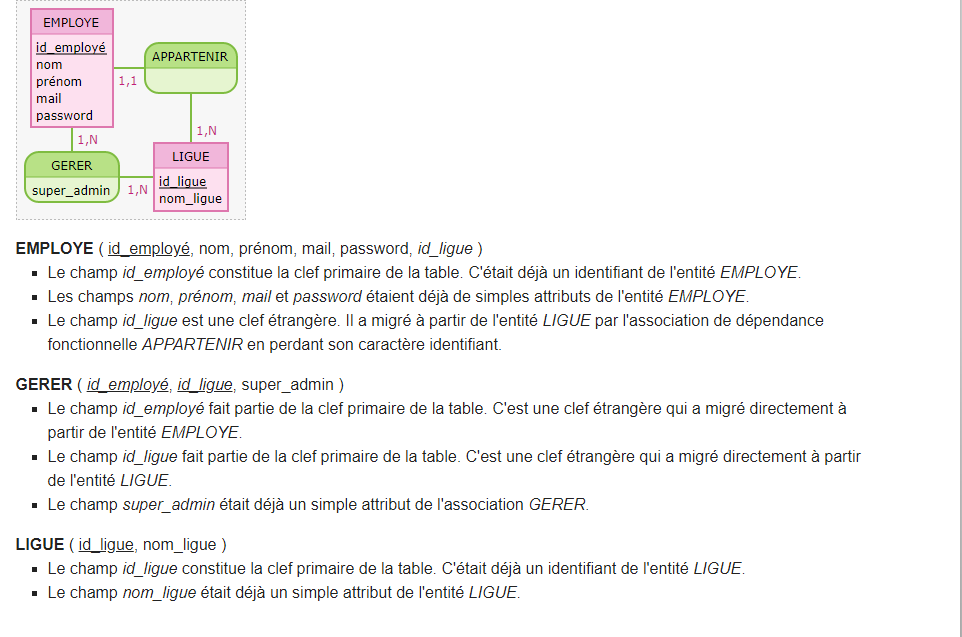 EMPLOYE
id_employé
nom
prénom
mail
password
APPARTENIR
1,1
1,N
1,N
GERER
super_admin
1,N
LIGUE
id_ligue
nom_ligue
EMPLOYE ( id_employé, nom, prénom, mail, password, id_ligue )
▪ Le champ id_employé constitue la clef primaire de la table. C'était déjà un identifiant de l'entité EMPLOYE.
▪ Les champs nom, prénom, mail et password étaient déjà de simples attributs de l'entité EMPLOYE.
▪ Le champ id_ligue est une clef étrangère. Il a migré à partir de l'entité LIGUE par l'association de dépendance
fonctionnelle APPARTENIR en perdant son caractère identifiant.
GERER ( id_employé, id_ligue, super_admin )
▪ Le champ id_employé fait partie de la clef primaire de la table. C'est une clef étrangère qui a migré directement à
partir de l'entité EMPLOYE.
▪ Le champ id_ligue fait partie de la clef primaire de la table. C'est une clef étrangère qui a migré directement à partir
de l'entité LIGUE.
▪ Le champ super_admin était déjà un simple attribut de l'association GERER.
LIGUE ( id_ligue, nom_ligue )
▪ Le champ id_ligue constitue la clef primaire de la table. C'était déjà un identifiant de l'entité LIGUE.
▪ Le champ nom_ligue était déjà un simple attribut de l'entité LIGUE.